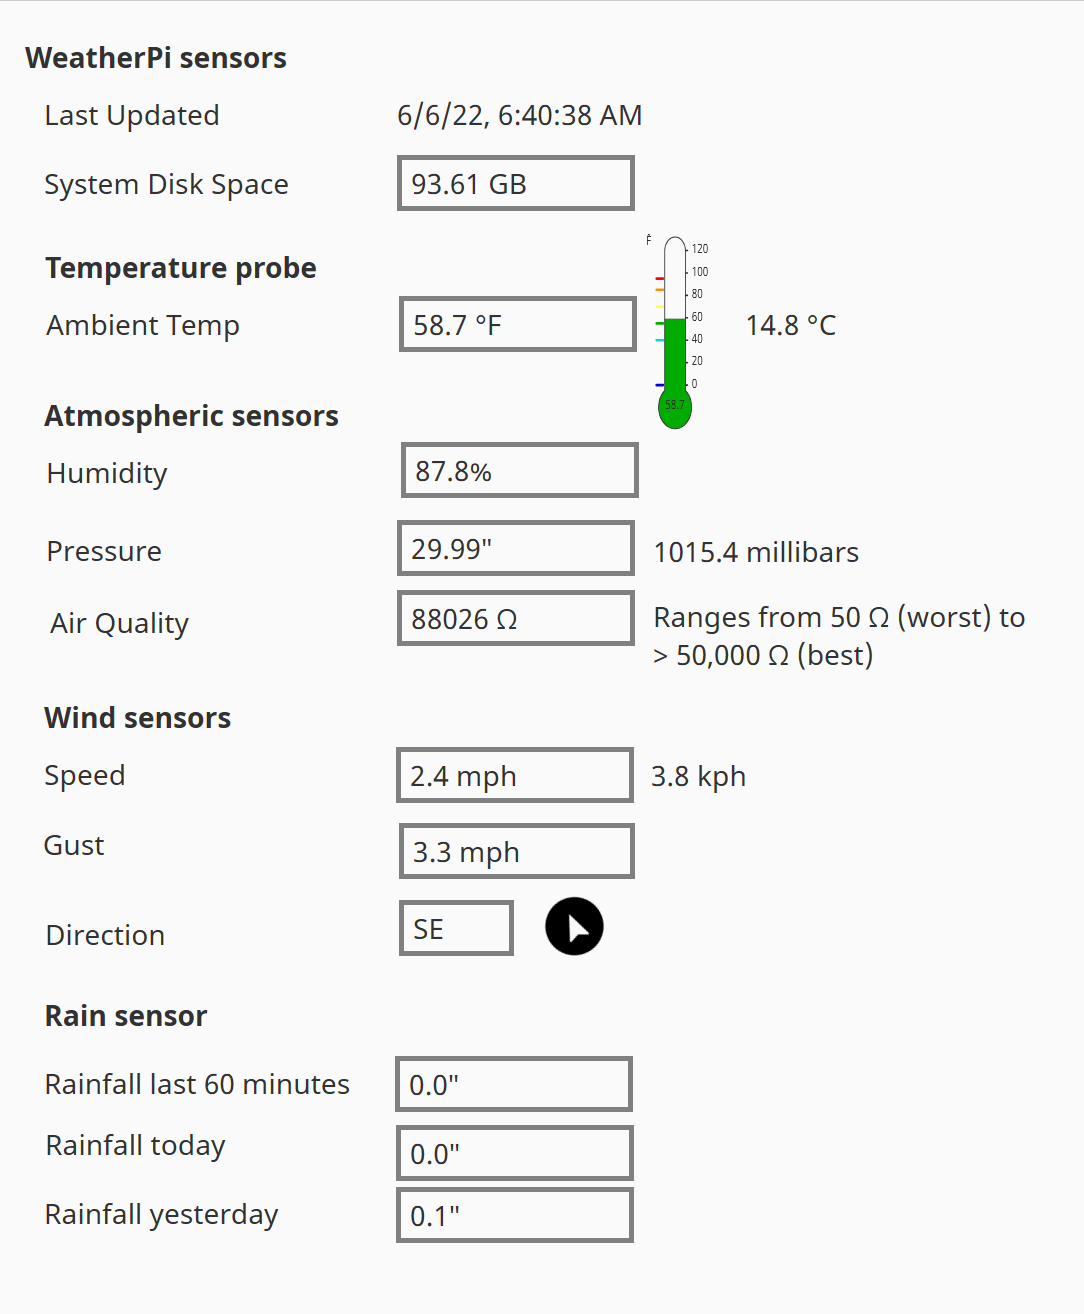 WeatherPi sensors
Last Updated 6/6/22, 6:40:38 AM
System Disk Space 93.61 GB
Temperature probe
°F
120
100
80
60
40
20
0
58.7
Ambient Temp 58.7 °F 14.8 °C
Atmospheric sensors
Humidity 87.8%
Pressure 29.99" 1015.4 millibars
Air Quality 88026 Ω Ranges from 50 Ω (worst) to
> 50,000 Ω (best)
Wind sensors
Speed 2.4 mph 3.8 kph
Gust 3.3 mph
Direction SE
Rain sensor
Rainfall last 60 minutes 0.0"
Rainfall today 0.0"
Rainfall yesterday 0.1"